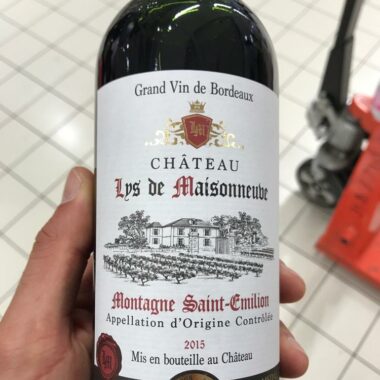 Grand Vin de Bordeaux
LysM
CHÂTEAU
Lys de Maisonneuve
Montagne Saint-Emilion
Appellation d'Origine Contrôlée
2015
Mis en bouteille au Château